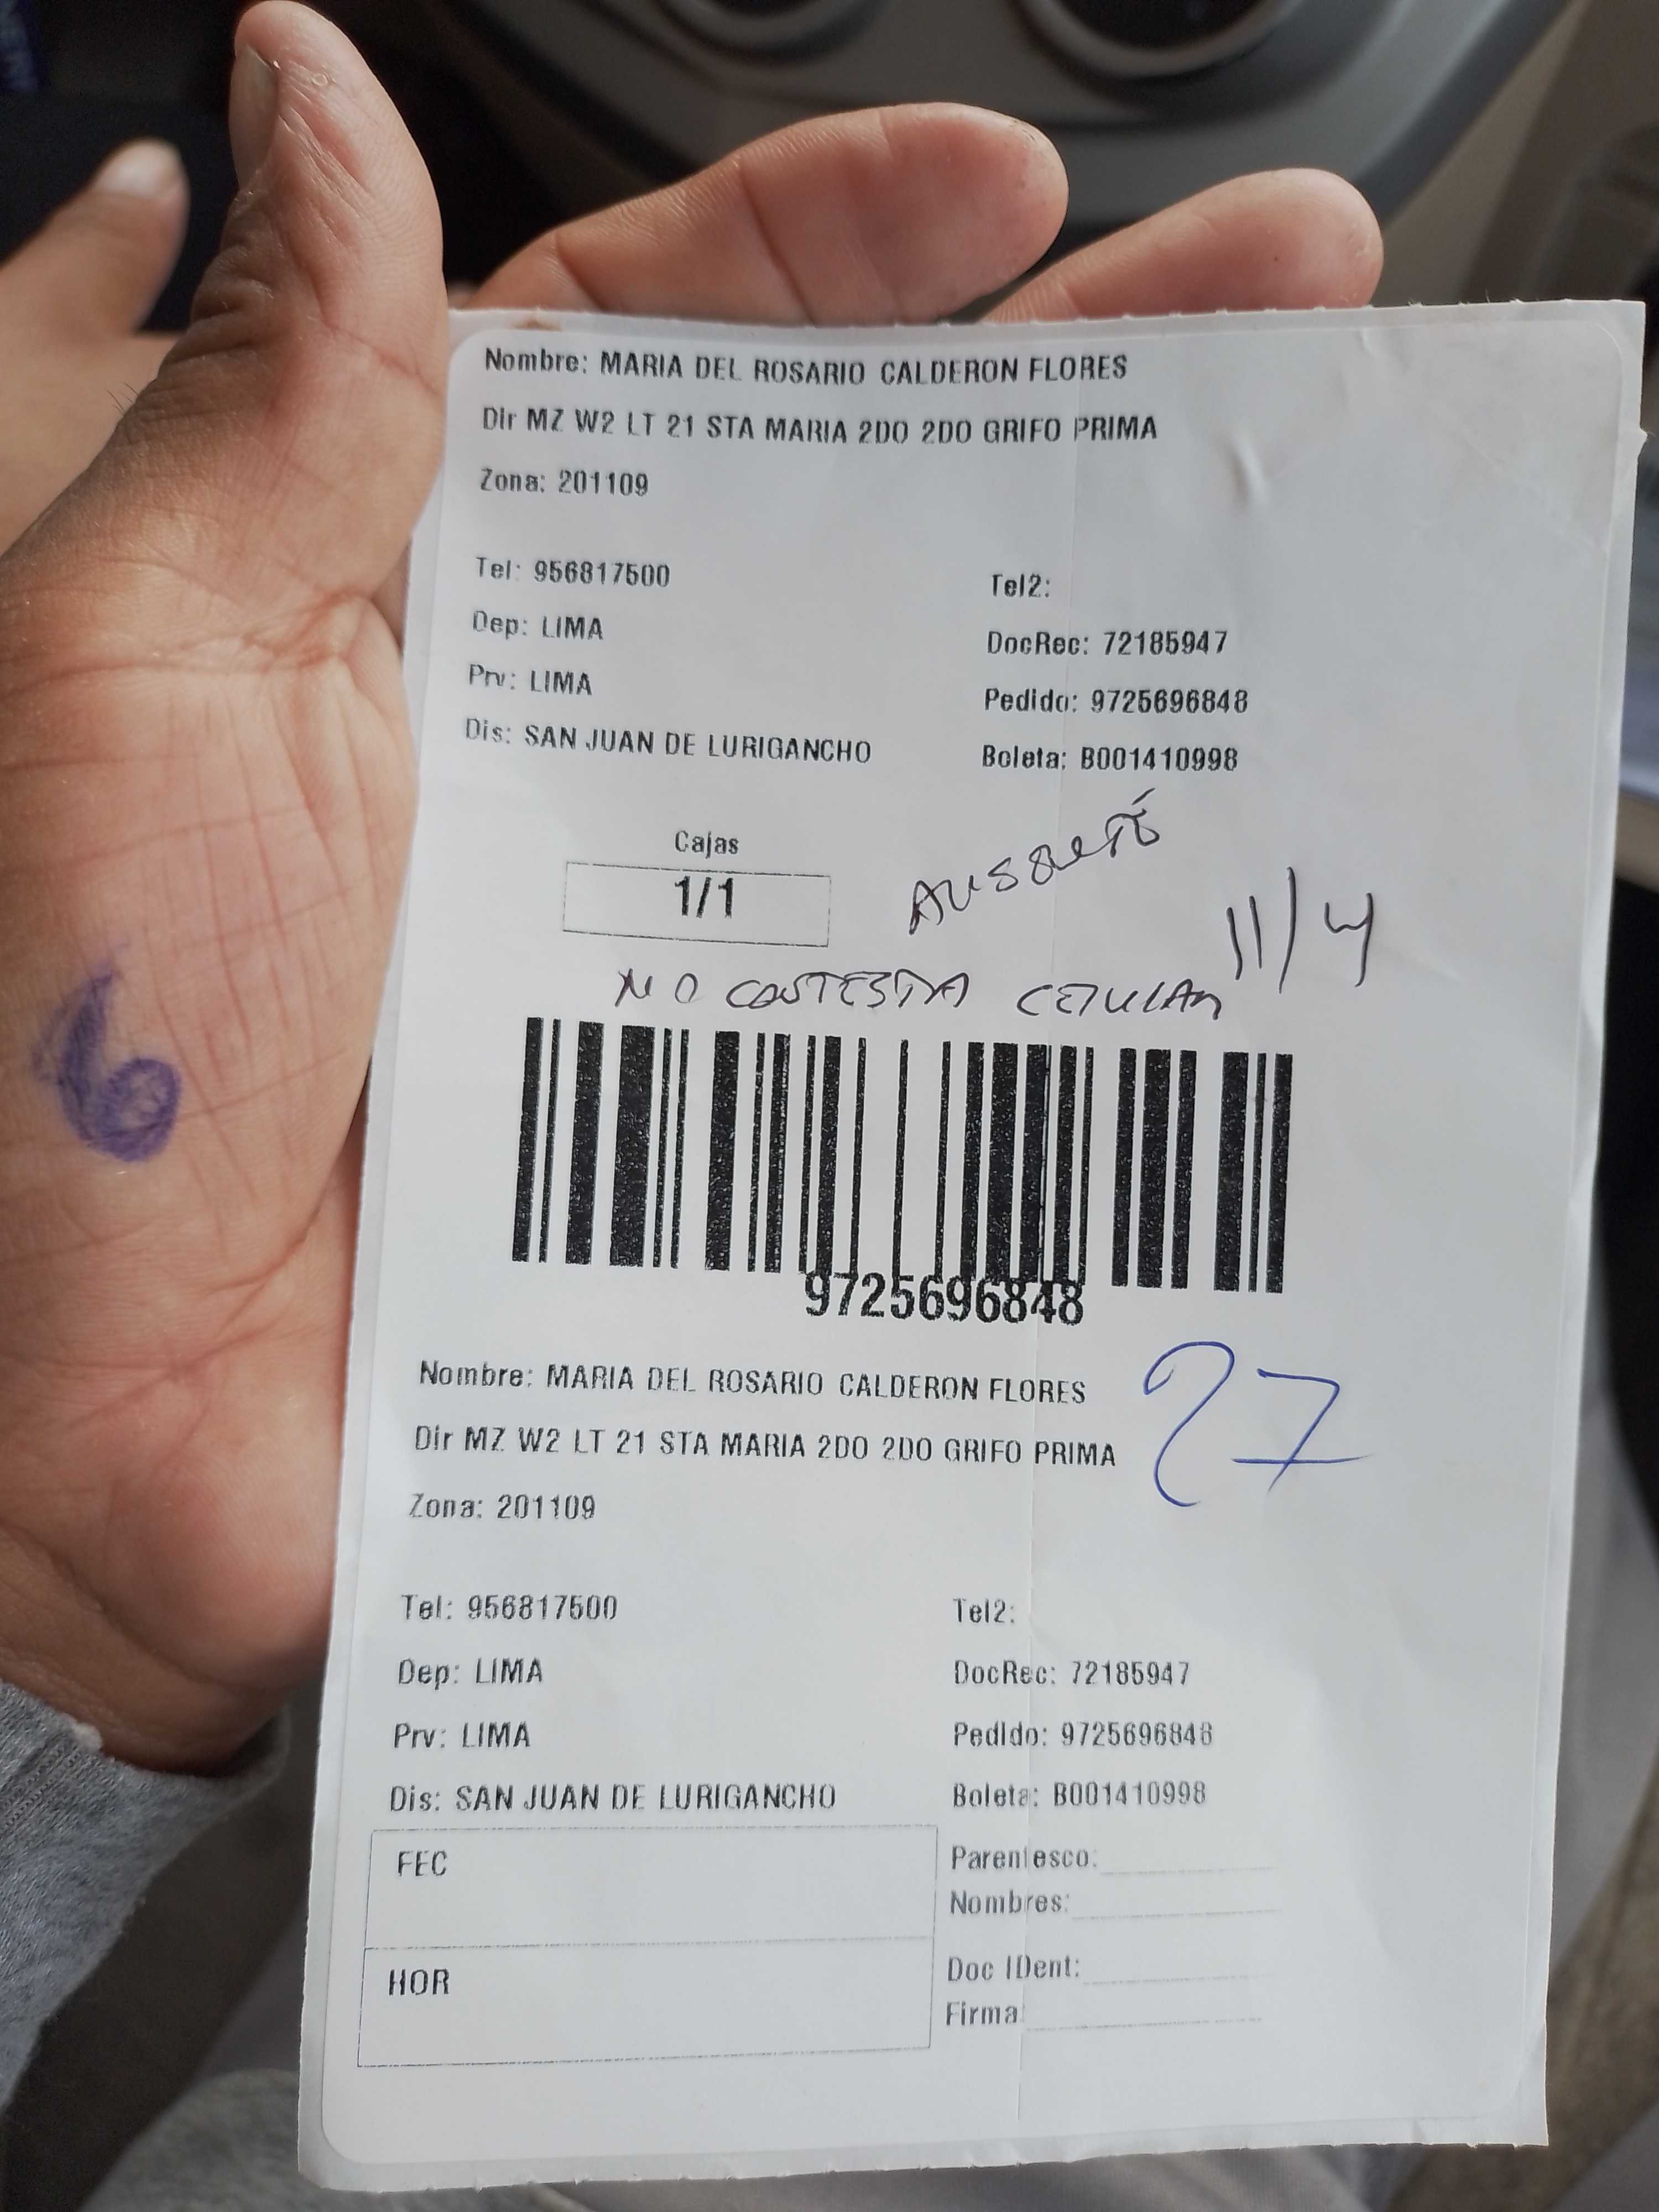 Nombre: MARIA DEL ROSARIO CALDERON FLORES
Dir MZ W2 LT 21 STA MARIA 2DO 2DO GRIFO PRIMA
Zona: 201109
Tel: 956817500 Tel2:
Dep: LIMA DocRec: 72185947
Prv: LIMA Pedido: 9725696848
Dis: SAN JUAN DE LURIGANCHO Boleta: B001410998
Cajas
1/1
11/4
NO CONTESTA CELULAR
6
9725696848
27
Nombre: MARIA DEL ROSARIO CALDERON FLORES
Dir MZ W2 LT 21 STA MARIA 2DO 2DO GRIFO PRIMA
Zona: 201109
Tel: 956817500 Tel2:
Dep: LIMA DocRec: 72185947
Prv: LIMA Pedido: 9725696848
Dis: SAN JUAN DE LURIGANCHO Boleta: B001410998
FEC Parentesco:
Nombres:
HOR Doc IDent:
Firma